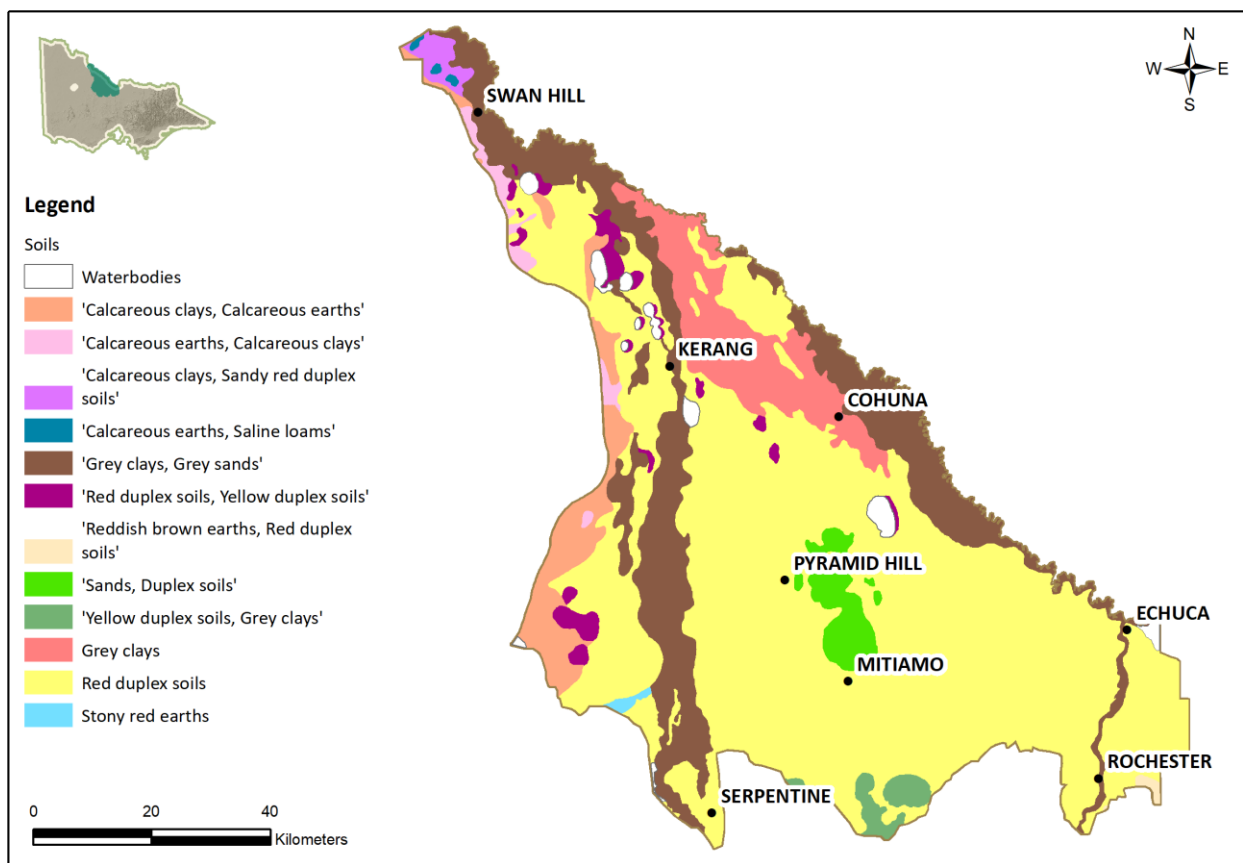 N
W E
S
SWAN HILL
KERANG
COHUNA
PYRAMID HILL
MITIAMO
ECHUCA
ROCHESTER
SERPENTINE
Legend
Soils
Waterbodies
'Calcareous clays, Calcareous earths'
'Calcareous earths, Calcareous clays'
'Calcareous clays, Sandy red duplex
soils'
'Calcareous earths, Saline loams'
'Grey clays, Grey sands'
'Red duplex soils, Yellow duplex soils'
'Reddish brown earths, Red duplex
soils'
'Sands, Duplex soils'
'Yellow duplex soils, Grey clays'
Grey clays
Red duplex soils
Stony red earths
0 20 40
Kilometers